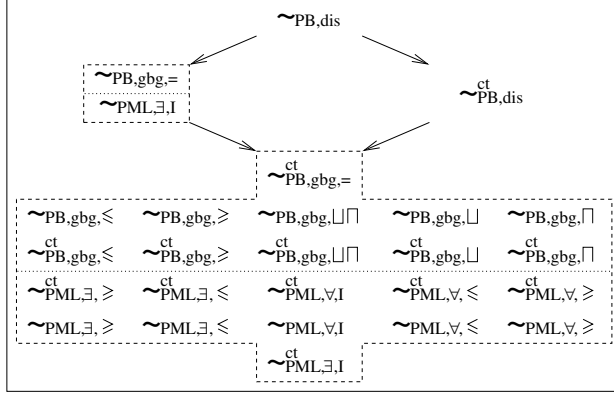 ∼PB,dis
∼PB,gbg,=
∼PML,∃,I
∼ct PB,dis
∼ct PB,gbg,=
∼PB,gbg,⩽ ∼PB,gbg,⩾ ∼PB,gbg,⊔⊓ ∼PB,gbg,⊔ ∼PB,gbg,⊓
∼ct PB,gbg,⩽ ∼ct PB,gbg,⩾ ∼ct PB,gbg,⊔⊓ ∼ct PB,gbg,⊔ ∼ct PB,gbg,⊓
∼ct PML,∃,⩾ ∼ct PML,∃,⩽ ∼ct PML,∀,I ∼ct PML,∀,⩽ ∼ct PML,∀,⩾
∼PML,∃,⩾ ∼PML,∃,⩽ ∼PML,∀,I ∼PML,∀,⩽ ∼PML,∀,⩾
∼ct PML,∃,I